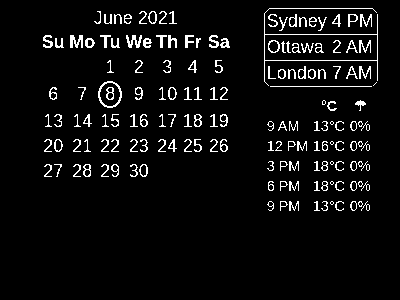 June 2021
Su Mo Tu We Th Fr Sa
1 2 3 4 5
6 7 8 9 10 11 12
13 14 15 16 17 18 19
20 21 22 23 24 25 26
27 28 29 30
Sydney 4 PM
Ottawa 2 AM
London 7 AM
°C ☂
9 AM 13°C 0%
12 PM 16°C 0%
3 PM 18°C 0%
6 PM 18°C 0%
9 PM 13°C 0%